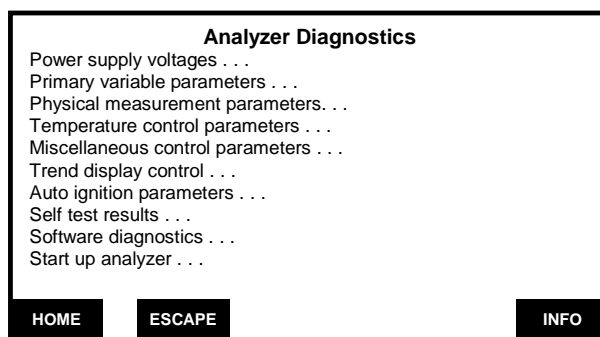 Analyzer Diagnostics
Power supply voltages . . .
Primary variable parameters . . .
Physical measurement parameters. . .
Temperature control parameters . . .
Miscellaneous control parameters . . .
Trend display control . . .
Auto ignition parameters . . .
Self test results . . .
Software diagnostics . . .
Start up analyzer . . .
HOME ESCAPE INFO